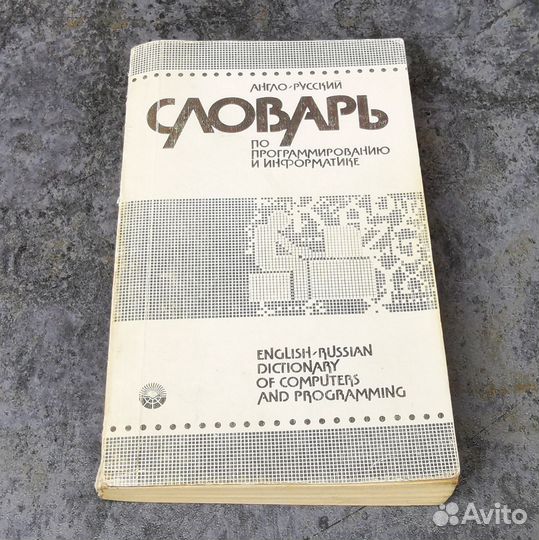 АНГЛО-РУССКИЙ
СЛОВАРЬ
ПО
ПРОГРАММИРОВАНИЮ
И ИНФОРМАТИКЕ
ENGLISH-RUSSIAN
DICTIONARY
OF COMPUTERS
AND PROGRAMMING
Avito